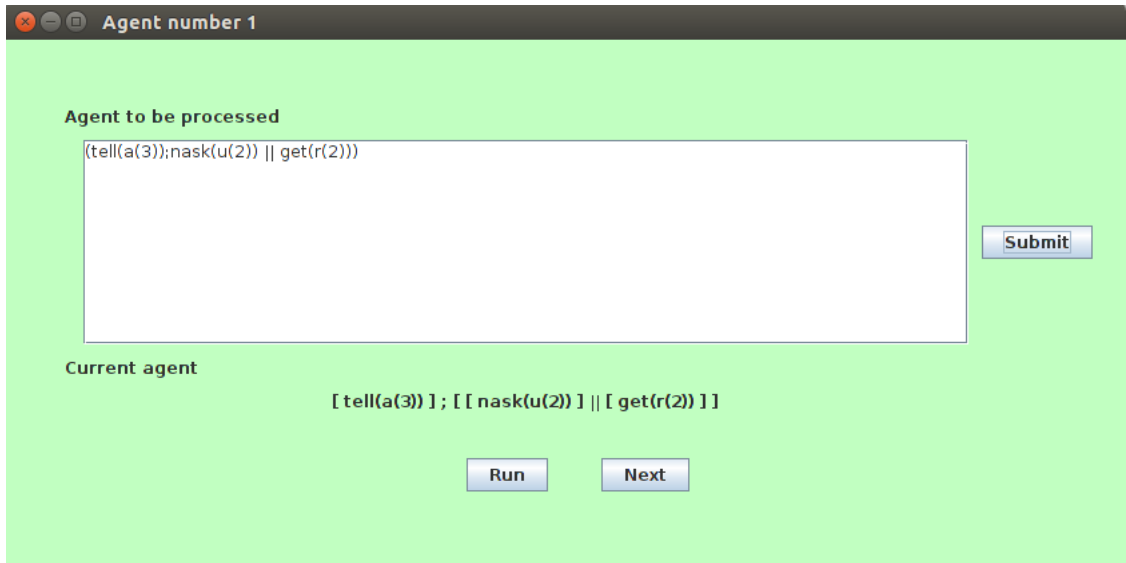 Agent number 1
Agent to be processed
(tell(a(3));nask(u(2)) || get(r(2)))
Submit
Current agent
[ tell(a(3)) ] ; [ [ nask(u(2)) ] || [ get(r(2)) ] ]
Run Next